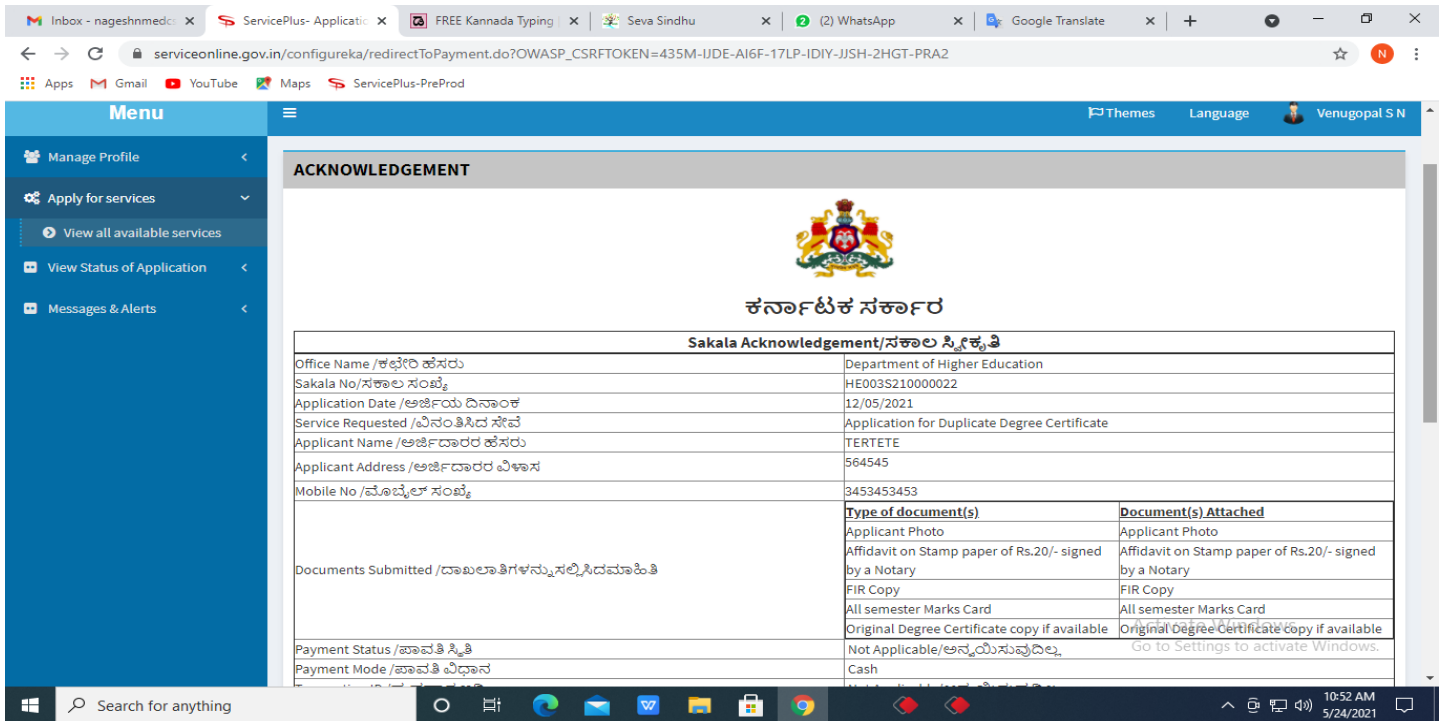 Inbox - nageshnmedc
ServicePlus- Applicatio
FREE Kannada Typing
Seva Sindhu
(2) WhatsApp
Google Translate
serviceonline.gov.in/configureka/redirectToPayment.do?OWASP_CSRFTOKEN=435M-IJDE-AI6F-17LP-IDIY-JJSH-2HGT-PRA2
N
Apps Gmail YouTube Maps ServicePlus-PreProd
Menu
Themes Language Venugopal S N
Manage Profile
Apply for services
View all available services
View Status of Application
Messages & Alerts
ACKNOWLEDGEMENT
ಕರ್ನಾಟಕ ಸರ್ಕಾರ
Sakala Acknowledgement/ಸಕಾಲ ಸ್ವೀಕೃತಿ
Office Name /ಕಛೇರಿ ಹೆಸರು Department of Higher Education
Sakala No/ಸಕಾಲ ಸಂಖ್ಯೆ HE003S210000022
Application Date /ಅರ್ಜಿಯ ದಿನಾಂಕ 12/05/2021
Service Requested /ವಿನಂತಿಸಿದ ಸೇವೆ Application for Duplicate Degree Certificate
Applicant Name /ಅರ್ಜಿದಾರರ ಹೆಸರು TERTETE
Applicant Address /ಅರ್ಜಿದಾರರ ವಿಳಾಸ 564545
Mobile No /ಮೊಬೈಲ್ ಸಂಖ್ಯೆ 3453453453
Documents Submitted /ದಾಖಲಾತಿಗಳನ್ನು ಸಲ್ಲಿಸಿದಮಾಹಿತಿ
Type of document(s) Document(s) Attached
Applicant Photo Applicant Photo
Affidavit on Stamp paper of Rs.20/- signed Affidavit on Stamp paper of Rs.20/- signed
by a Notary by a Notary
FIR Copy FIR Copy
All semester Marks Card All semester Marks Card
Original Degree Certificate copy if available Original Degree Certificate copy if available
Payment Status /ಪಾವತಿ ಸ್ಥಿತಿ Not Applicable/ಅನ್ವಯಿಸುವುದಿಲ್ಲ
Payment Mode /ಪಾವತಿ ವಿಧಾನ Cash
Activate Windows
Go to Settings to activate Windows.
Search for anything
10:52 AM
5/24/2021